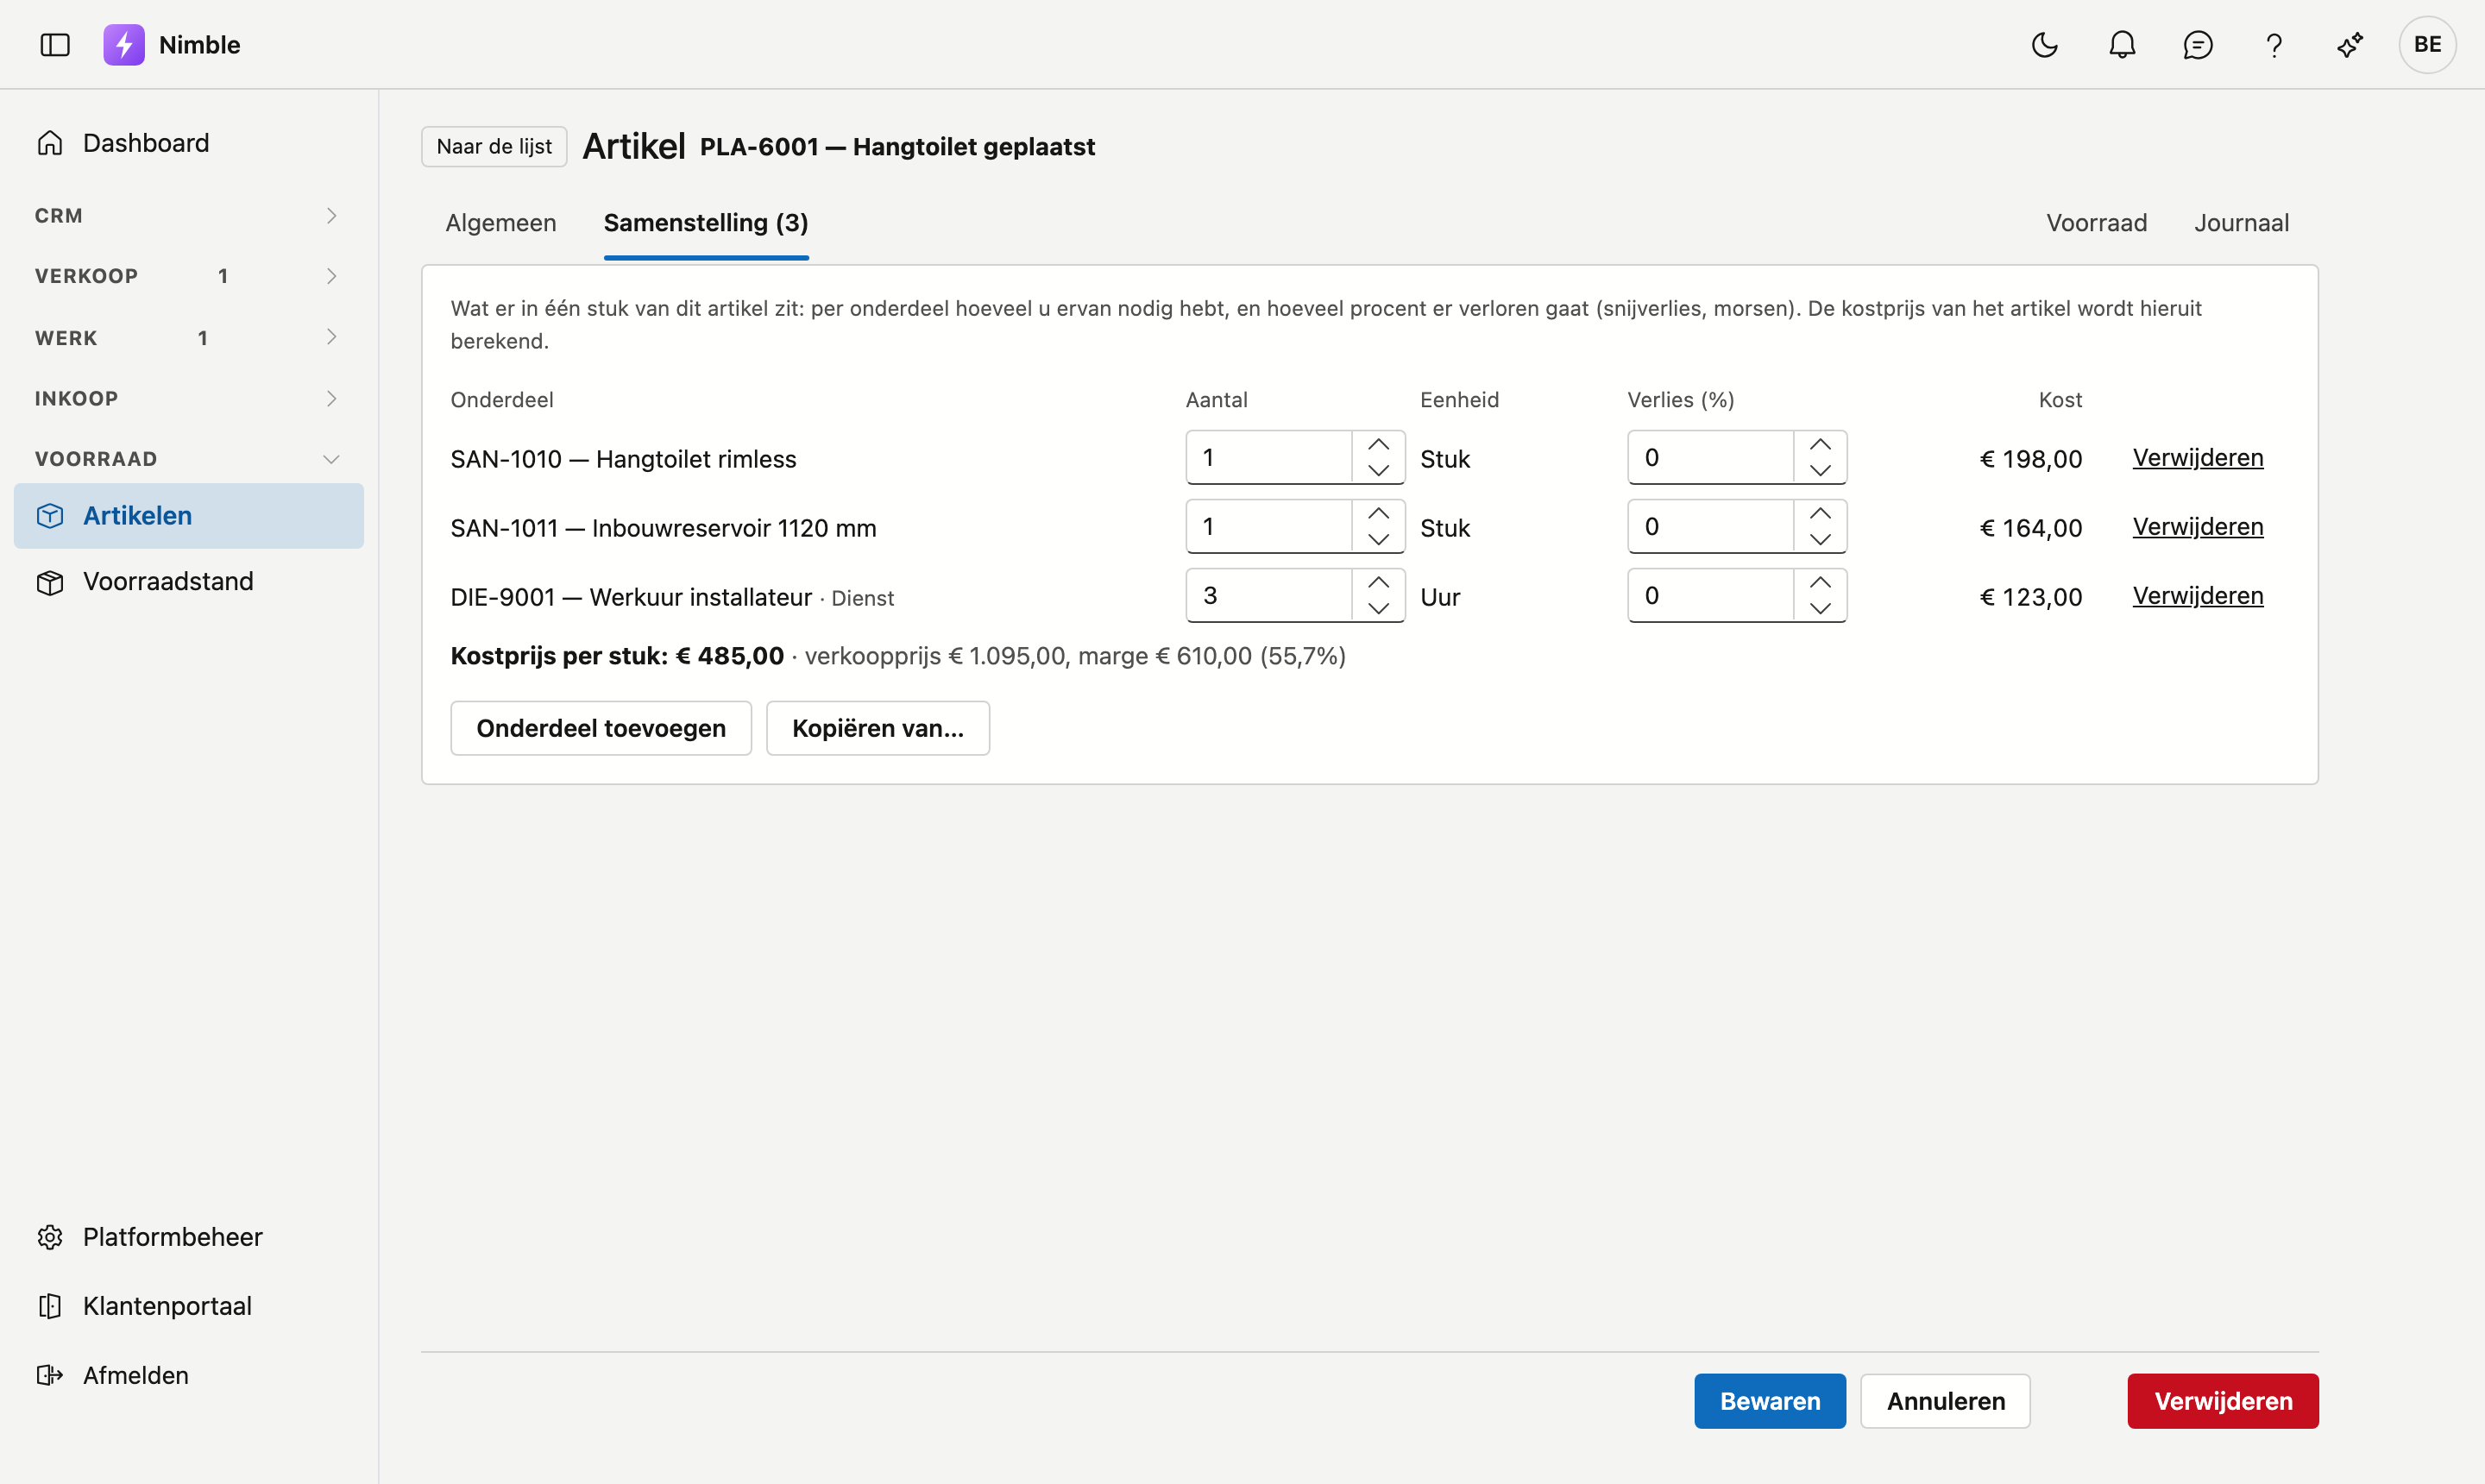 Nimble
BE
Dashboard
CRM
VERKOOP 1
WERK 1
INKOOP
VOORRAAD
Artikelen
Voorraadstand
Platformbeheer
Klantenportaal
Afmelden
Naar de lijst Artikel PLA-6001 — Hangtoilet geplaatst
Algemeen Samenstelling (3) Voorraad Journaal
Wat er in één stuk van dit artikel zit: per onderdeel hoeveel u ervan nodig hebt, en hoeveel procent er verloren gaat (snijverlies, morsen). De kostprijs van het artikel wordt hieruit
berekend.
Onderdeel Aantal Eenheid Verlies (%) Kost
SAN-1010 — Hangtoilet rimless 1 Stuk 0 € 198,00 Verwijderen
SAN-1011 — Inbouwreservoir 1120 mm 1 Stuk 0 € 164,00 Verwijderen
DIE-9001 — Werkuur installateur · Dienst 3 Uur 0 € 123,00 Verwijderen
Kostprijs per stuk: € 485,00 · verkoopprijs € 1.095,00, marge € 610,00 (55,7%)
Onderdeel toevoegen Kopiëren van...
Bewaren Annuleren Verwijderen